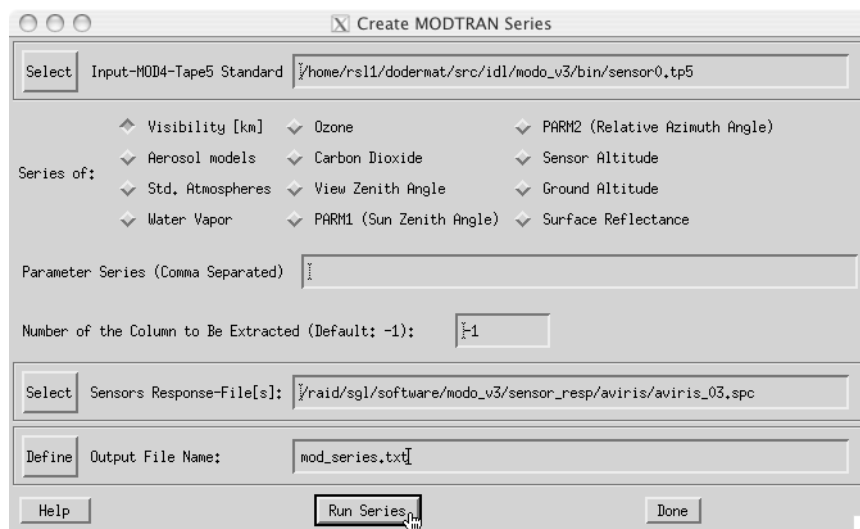 Create MODTRAN Series
Select Input-MOD4-Tape5 Standard /home/rsl1/dodermat/src/idl/modo_v3/bin/sensor0.tp5
Series of:
Visibility [km] Ozone PARM2 (Relative Azimuth Angle)
Aerosol models Carbon Dioxide Sensor Altitude
Std. Atmospheres View Zenith Angle Ground Altitude
Water Vapor PARM1 (Sun Zenith Angle) Surface Reflectance
Parameter Series (Comma Separated)
Number of the Column to Be Extracted (Default: -1): -1
Select Sensors Response-File[s]: /raid/sgl/software/modo_v3/sensor_resp/aviris/aviris_03.spc
Define Output File Name: mod_series.txt
Help Run Series Done